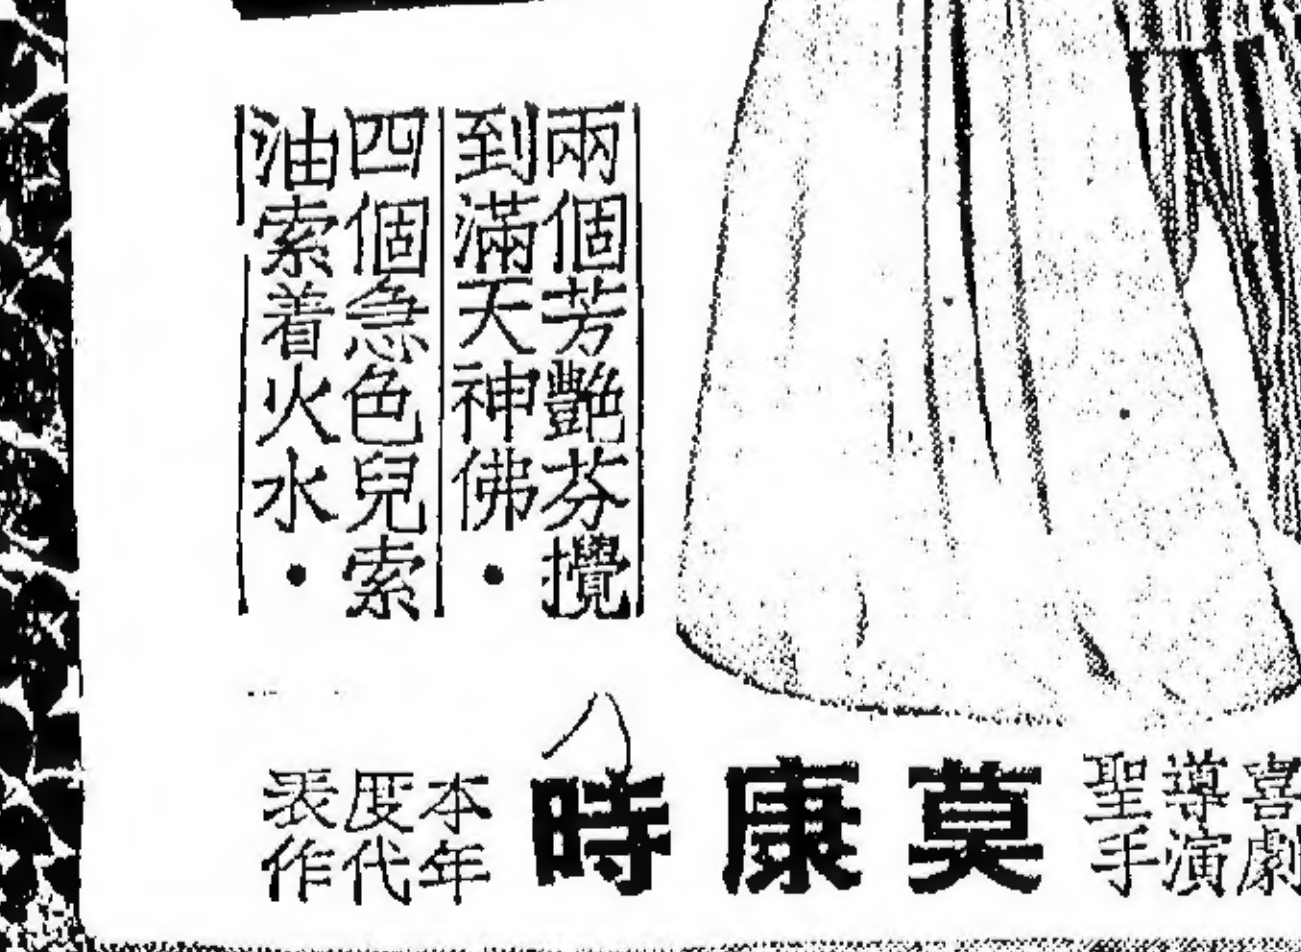 兩個芳艷芬攪
到滿天神佛・
四個急色兒索
油索着火水・
喜劇
導演
聖手
莫康時
本年
度代
表作